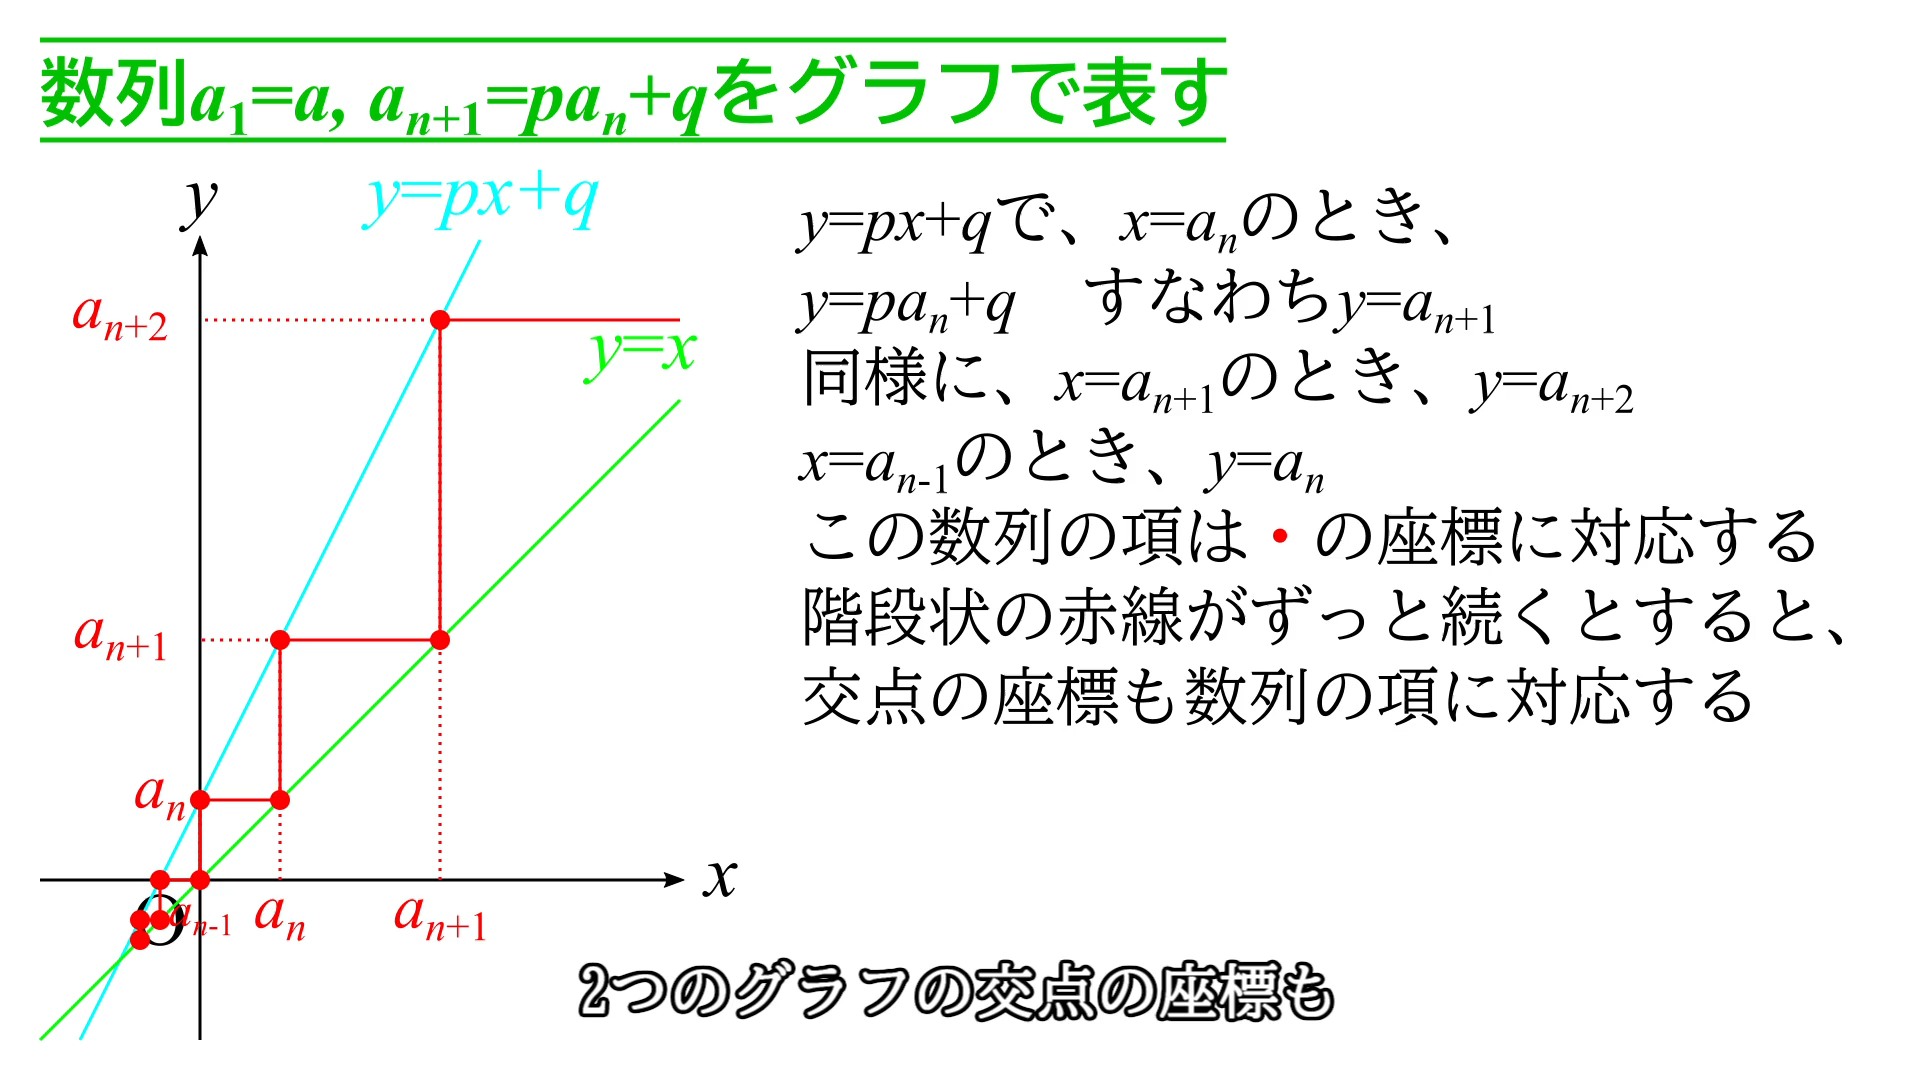 数列a₁=a, aₙ₊₁=paₙ+qをグラフで表す
y
y=px+q
aₙ₊₂
y=x
aₙ₊₁
aₙ
x
O
aₙ₋₁
aₙ
aₙ₊₁
y=px+qで、x=aₙのとき、
y=paₙ+q　すなわちy=aₙ₊₁
同様に、x=aₙ₊₁のとき、y=aₙ₊₂
x=aₙ₋₁のとき、y=aₙ
この数列の項は・の座標に対応する
階段状の赤線がずっと続くとすると、
交点の座標も数列の項に対応する
2つのグラフの交点の座標も